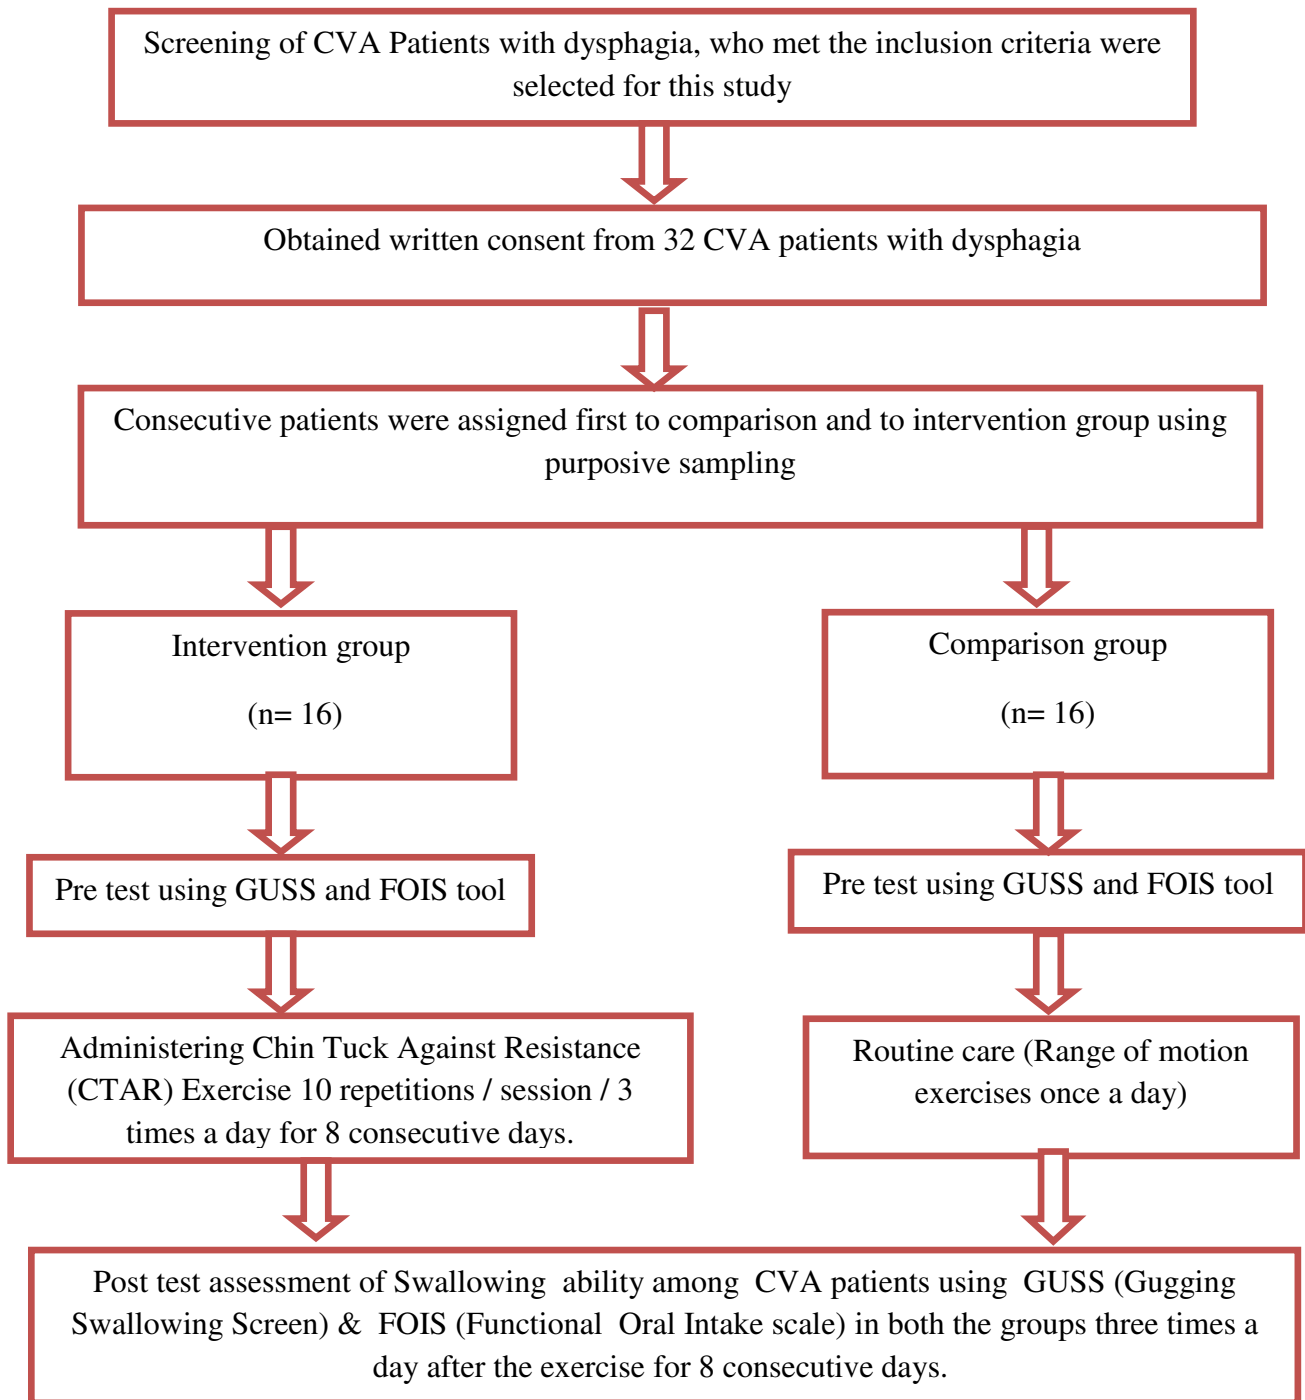 Screening of CVA Patients with dysphagia, who met the inclusion criteria were
selected for this study
Obtained written consent from 32 CVA patients with dysphagia
Consecutive patients were assigned first to comparison and to intervention group using
purposive sampling
Intervention group
(n= 16)
Comparison group
(n= 16)
Pre test using GUSS and FOIS tool
Pre test using GUSS and FOIS tool
Administering Chin Tuck Against Resistance
(CTAR) Exercise 10 repetitions / session / 3
times a day for 8 consecutive days.
Routine care (Range of motion
exercises once a day)
Post test assessment of Swallowing ability among CVA patients using GUSS (Gugging
Swallowing Screen) & FOIS (Functional Oral Intake scale) in both the groups three times a
day after the exercise for 8 consecutive days.